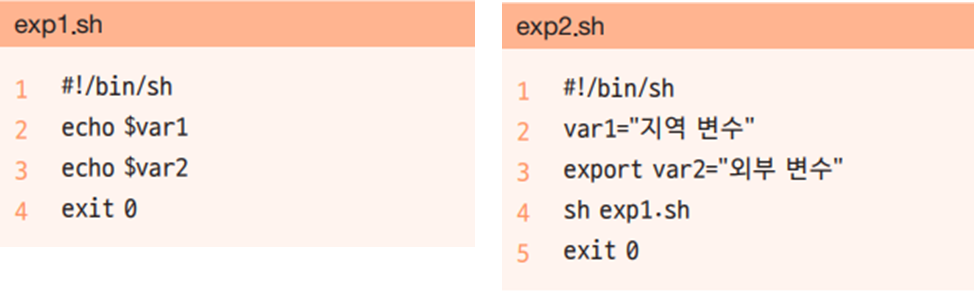 exp1.sh
1 #!/bin/sh
2 echo $var1
3 echo $var2
4 exit 0
exp2.sh
1 #!/bin/sh
2 var1="지역 변수"
3 export var2="외부 변수"
4 sh exp1.sh
5 exit 0